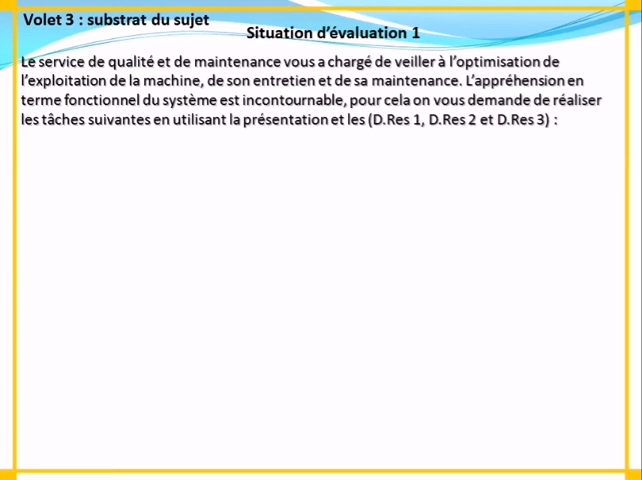 Volet 3 : substrat du sujet
Situation d'évaluation 1
Le service de qualité et de maintenance vous a chargé de veiller à l'optimisation de
l'exploitation de la machine, de son entretien et de sa maintenance. L'appréhension en
terme fonctionnel du système est incontournable, pour cela on vous demande de réaliser
les tâches suivantes en utilisant la présentation et les (D.Res 1, D.Res 2 et D.Res 3) :